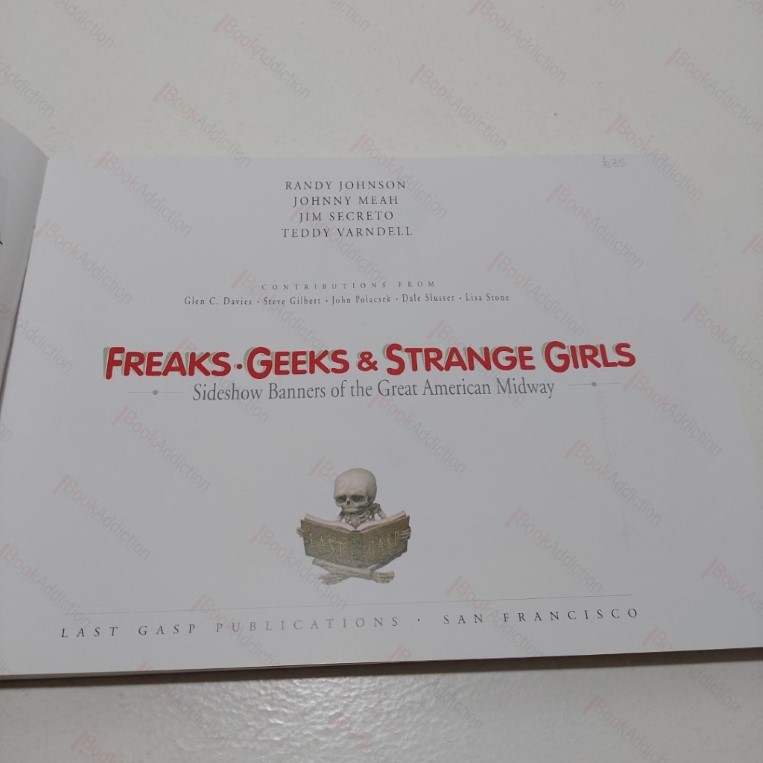 £35
RANDY JOHNSON
JOHNNY MEAH
JIM SECRETO
TEDDY VARNDELL
CONTRIBUTIONS FROM
Glen C. Davies • Steve Gilbert • John Polacsek • Dale Slusser • Lisa Stone
FREAKS • GEEKS & STRANGE GIRLS
Sideshow Banners of the Great American Midway
LAST GASP
LAST GASP PUBLICATIONS • SAN FRANCISCO
BookAddiction